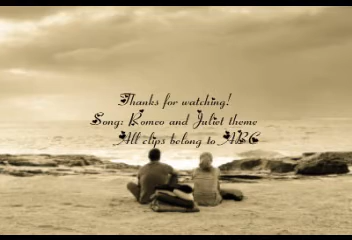 Thanks for watching!
Song: Romeo and Juliet theme
All clips belong to ABC